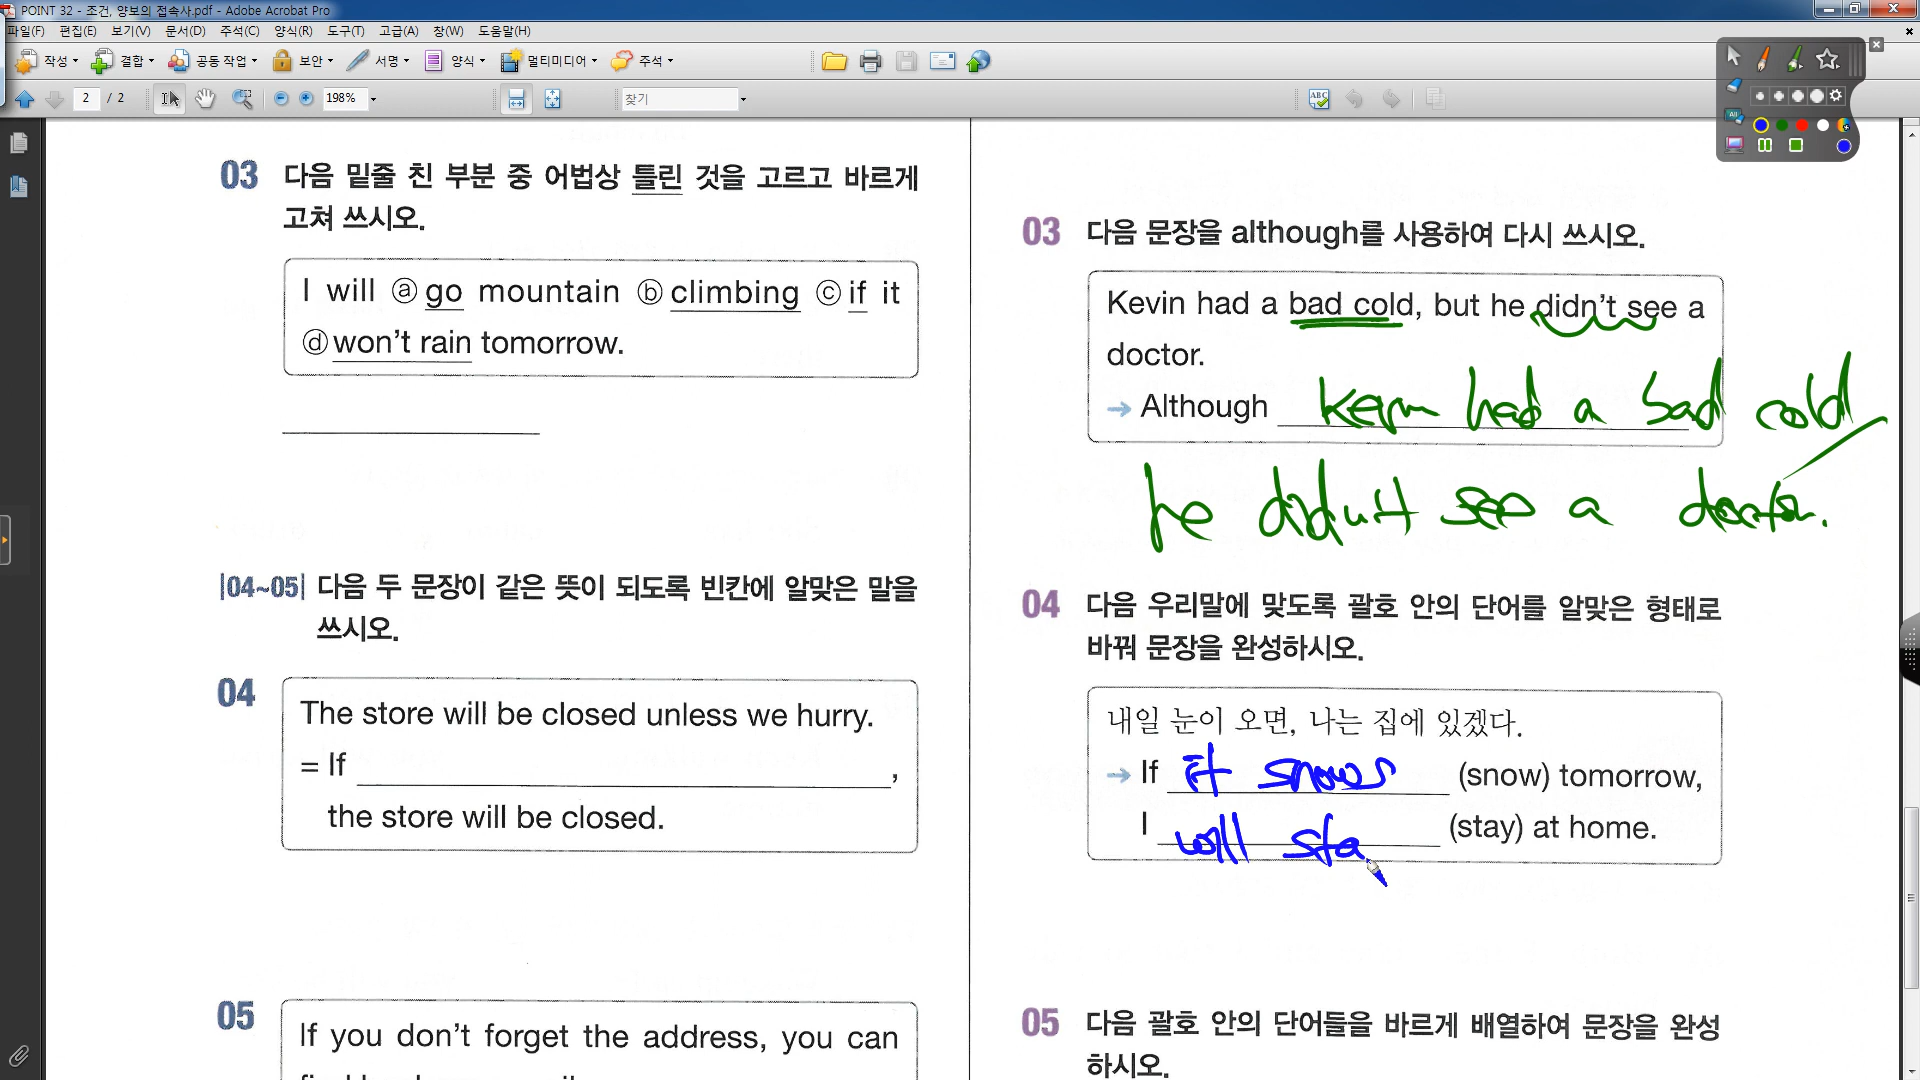 POINT 32 - 조건, 양보의 접속사.pdf - Adobe Acrobat Pro
파일(F) 편집(E) 보기(V) 문서(D) 주석(C) 양식(R) 도구(T) 고급(A) 창(W) 도움말(H)
작성 결합 공동 작업 보안 서명 양식 멀티미디어 주석
2 / 2 198% 찾기
03 다음 밑줄 친 부분 중 어법상 틀린 것을 고르고 바르게
고쳐 쓰시오.
I will ⓐ go mountain ⓑ climbing ⓒ if it
ⓓ won't rain tomorrow.
|04~05| 다음 두 문장이 같은 뜻이 되도록 빈칸에 알맞은 말을
쓰시오.
04
The store will be closed unless we hurry.
= If ,
the store will be closed.
05
If you don't forget the address, you can
03 다음 문장을 although를 사용하여 다시 쓰시오.
Kevin had a bad cold, but he didn't see a
doctor.
→ Although Kevin had a bad cold,
he didn't see a doctor.
04 다음 우리말에 맞도록 괄호 안의 단어를 알맞은 형태로
바꿔 문장을 완성하시오.
내일 눈이 오면, 나는 집에 있겠다.
→ If it snows (snow) tomorrow,
I will sta (stay) at home.
05 다음 괄호 안의 단어들을 바르게 배열하여 문장을 완성
하시오.